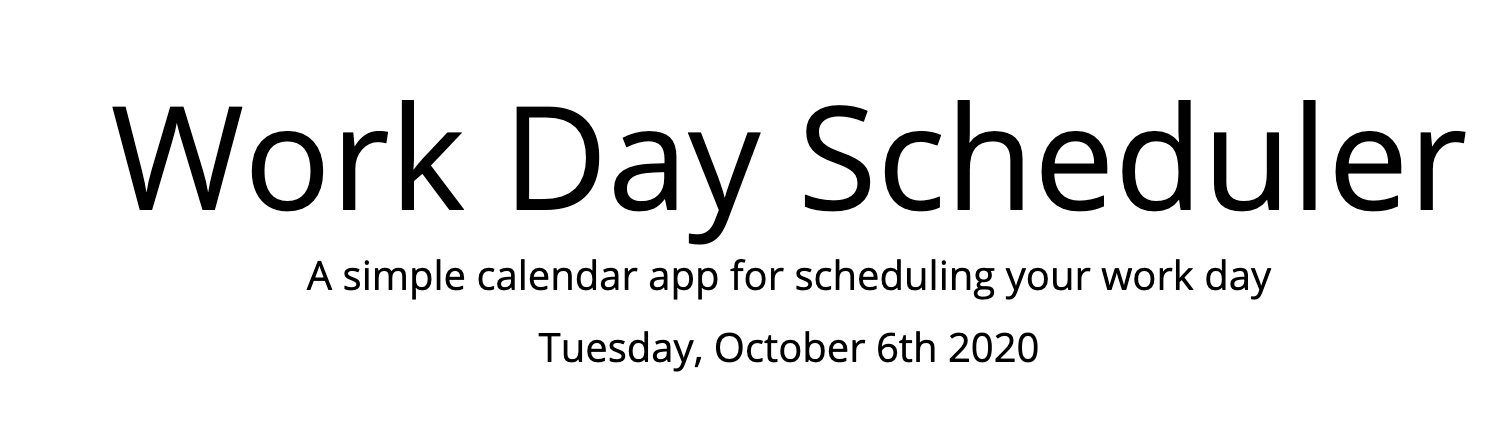 Work Day Scheduler
A simple calendar app for scheduling your work day
Tuesday, October 6th 2020